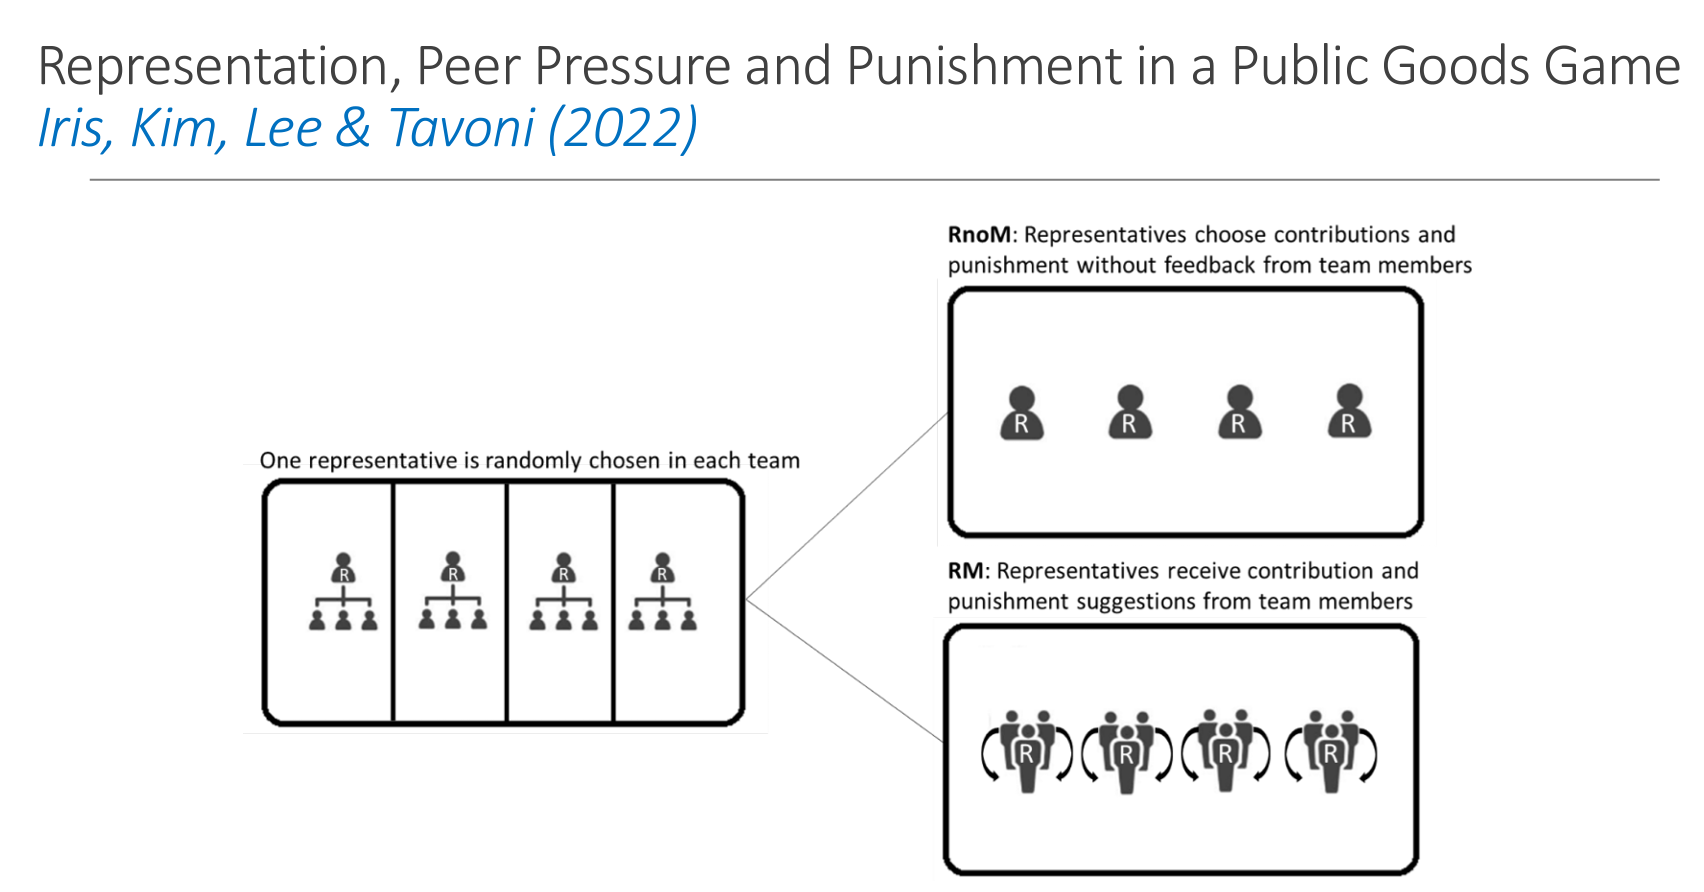 Representation, Peer Pressure and Punishment in a Public Goods Game
Iris, Kim, Lee & Tavoni (2022)
One representative is randomly chosen in each team
R R R R
RnoM: Representatives choose contributions and
punishment without feedback from team members
R R R R
RM: Representatives receive contribution and
punishment suggestions from team members
R R R R